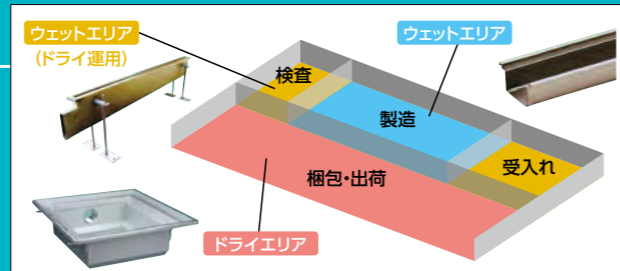 ウェットエリア
(ドライ運用)
ウェットエリア
検査
製造
受入れ
梱包・出荷
ドライエリア